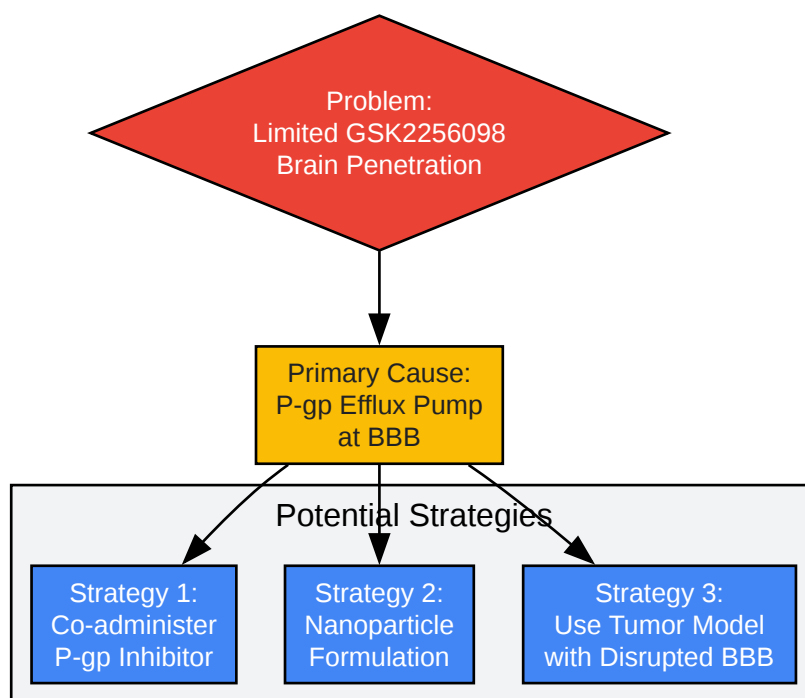 Problem:
Limited GSK2256098
Brain Penetration
Primary Cause:
P-gp Efflux Pump
at BBB
Potential Strategies
Strategy 1:
Co-administer
P-gp Inhibitor
Strategy 2:
Nanoparticle
Formulation
Strategy 3:
Use Tumor Model
with Disrupted BBB